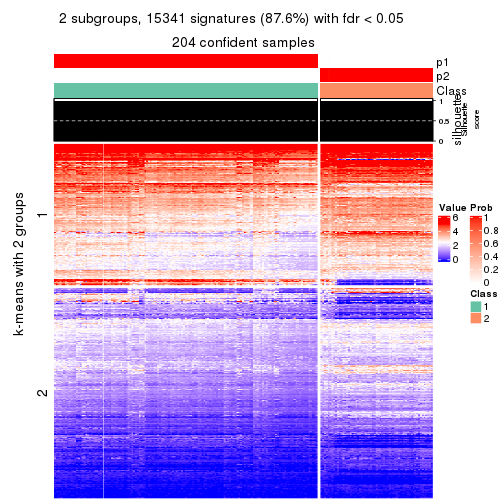 2 subgroups, 15341 signatures (87.6%) with fdr < 0.05
204 confident samples
p1
p2
Class
silhouette
Silhouette
score
1
0.5
0
k-means with 2 groups
1
2
Value
6
4
2
0
Prob
1
0.8
0.6
0.4
0.2
0
Class
1
2